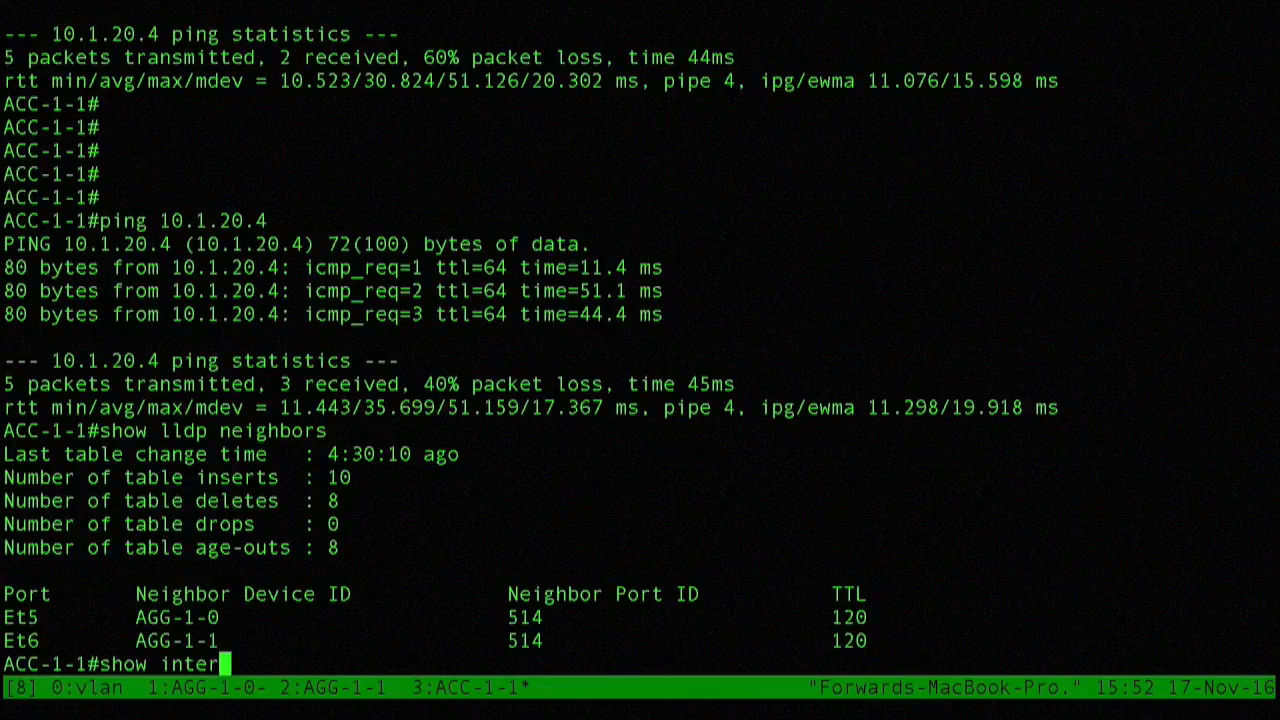 --- 10.1.20.4 ping statistics ---
5 packets transmitted, 2 received, 60% packet loss, time 44ms
rtt min/avg/max/mdev = 10.523/30.824/51.126/20.302 ms, pipe 4, ipg/ewma 11.076/15.598 ms
ACC-1-1#
ACC-1-1#
ACC-1-1#
ACC-1-1#
ACC-1-1#
ACC-1-1#ping 10.1.20.4
PING 10.1.20.4 (10.1.20.4) 72(100) bytes of data.
80 bytes from 10.1.20.4: icmp_req=1 ttl=64 time=11.4 ms
80 bytes from 10.1.20.4: icmp_req=2 ttl=64 time=51.1 ms
80 bytes from 10.1.20.4: icmp_req=3 ttl=64 time=44.4 ms
--- 10.1.20.4 ping statistics ---
5 packets transmitted, 3 received, 40% packet loss, time 45ms
rtt min/avg/max/mdev = 11.443/35.699/51.159/17.367 ms, pipe 4, ipg/ewma 11.298/19.918 ms
ACC-1-1#show lldp neighbors
Last table change time   : 4:30:10 ago
Number of table inserts  : 10
Number of table deletes  : 8
Number of table drops    : 0
Number of table age-outs : 8
Port       Neighbor Device ID             Neighbor Port ID           TTL
Et5        AGG-1-0                        514                        120
Et6        AGG-1-1                        514                        120
ACC-1-1#show inter
[8] 0:vlan  1:AGG-1-0- 2:AGG-1-1  3:ACC-1-1*                       "Forwards-MacBook-Pro." 15:52 17-Nov-16